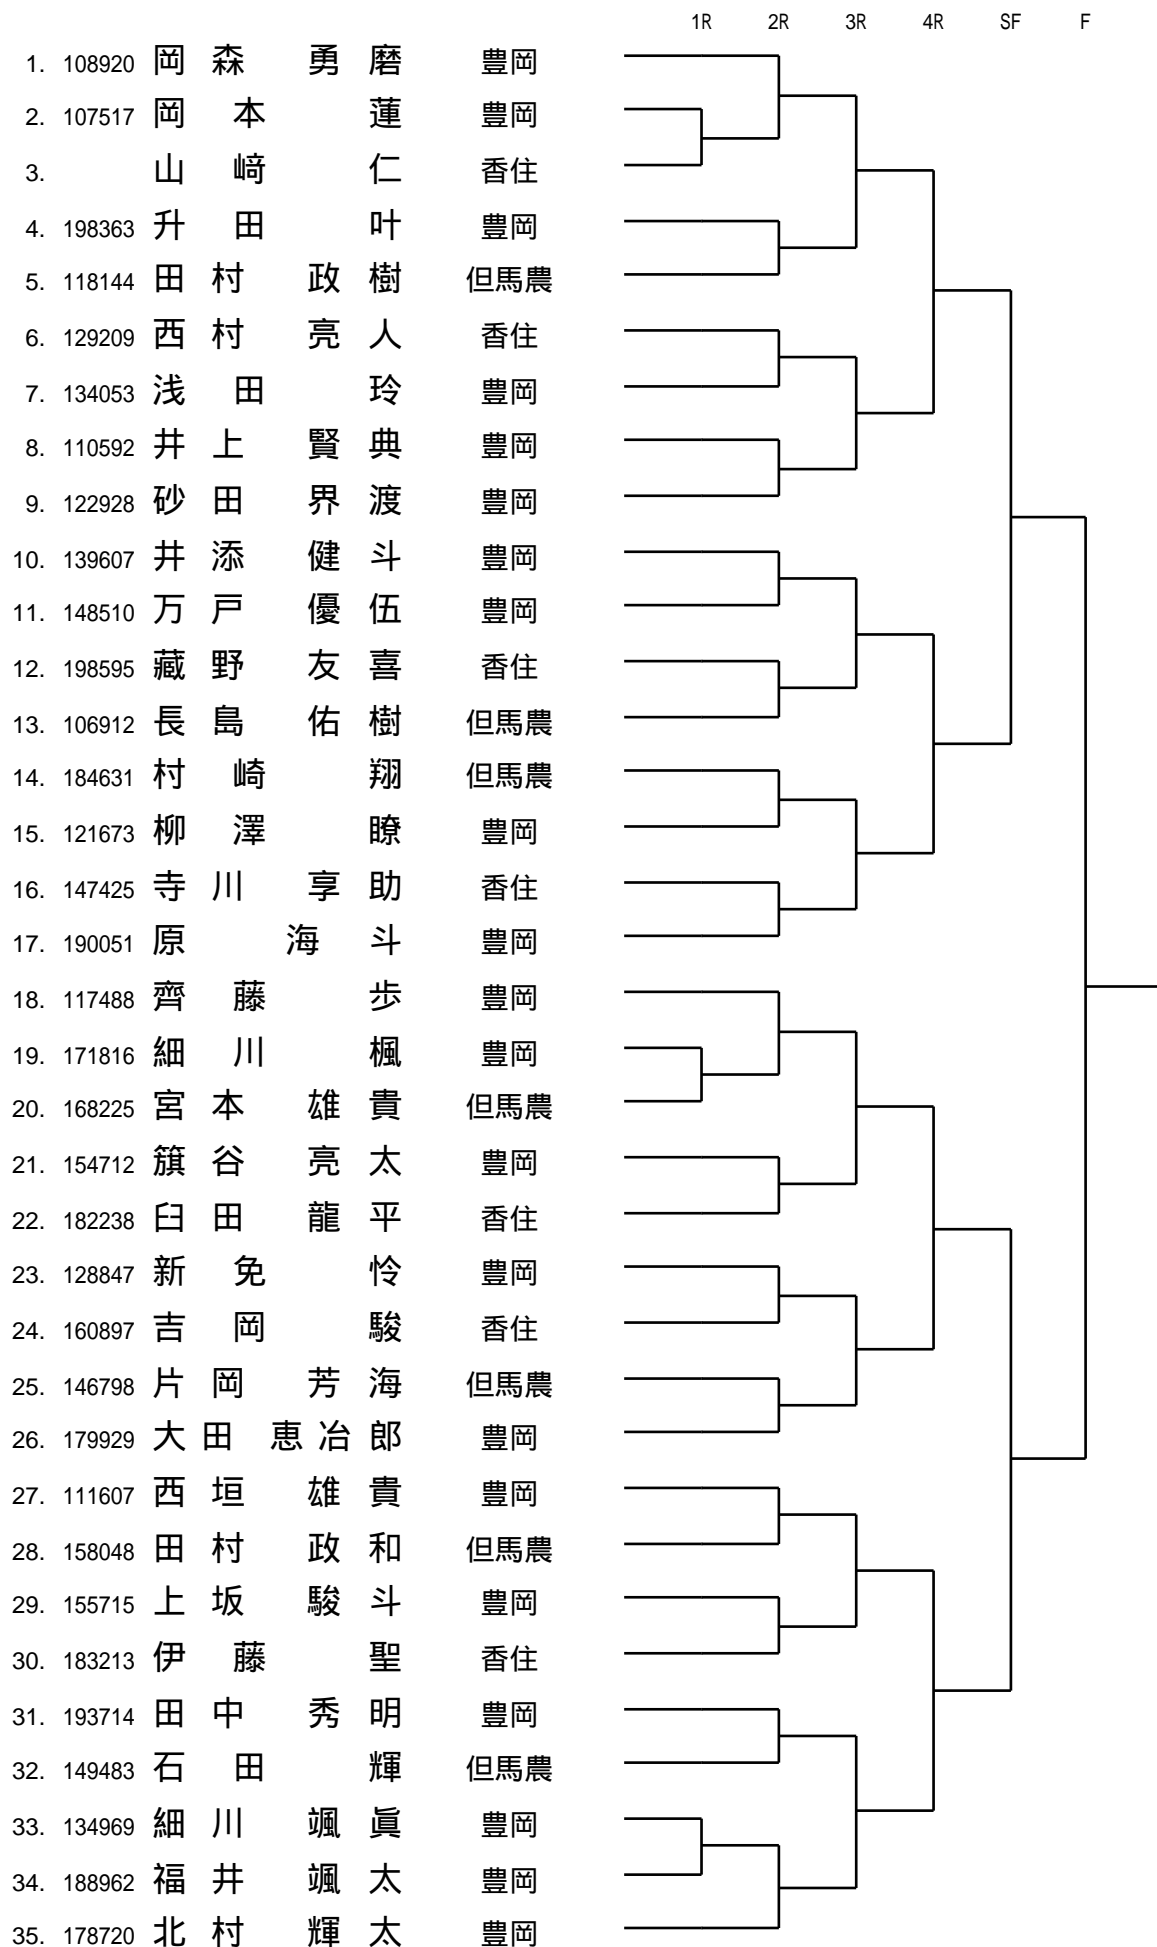 1R 2R 3R 4R SF F
1. 108920 岡森 勇磨 豊岡
2. 107517 岡本 蓮 豊岡
3. 山﨑 仁 香住
4. 198363 升田 叶 豊岡
5. 118144 田村 政樹 但馬農
6. 129209 西村 亮人 香住
7. 134053 浅田 玲 豊岡
8. 110592 井上 賢典 豊岡
9. 122928 砂田 界渡 豊岡
10. 139607 井添 健斗 豊岡
11. 148510 万戸 優伍 豊岡
12. 198595 藏野 友喜 香住
13. 106912 長島 佑樹 但馬農
14. 184631 村崎 翔 但馬農
15. 121673 柳澤 瞭 豊岡
16. 147425 寺川 享助 香住
17. 190051 原 海斗 豊岡
18. 117488 齊藤 歩 豊岡
19. 171816 細川 楓 豊岡
20. 168225 宮本 雄貴 但馬農
21. 154712 籏谷 亮太 豊岡
22. 182238 臼田 龍平 香住
23. 128847 新免 怜 豊岡
24. 160897 吉岡 駿 香住
25. 146798 片岡 芳海 但馬農
26. 179929 大田 恵冶郎 豊岡
27. 111607 西垣 雄貴 豊岡
28. 158048 田村 政和 但馬農
29. 155715 上坂 駿斗 豊岡
30. 183213 伊藤 聖 香住
31. 193714 田中 秀明 豊岡
32. 149483 石田 輝 但馬農
33. 134969 細川 颯眞 豊岡
34. 188962 福井 颯太 豊岡
35. 178720 北村 輝太 豊岡